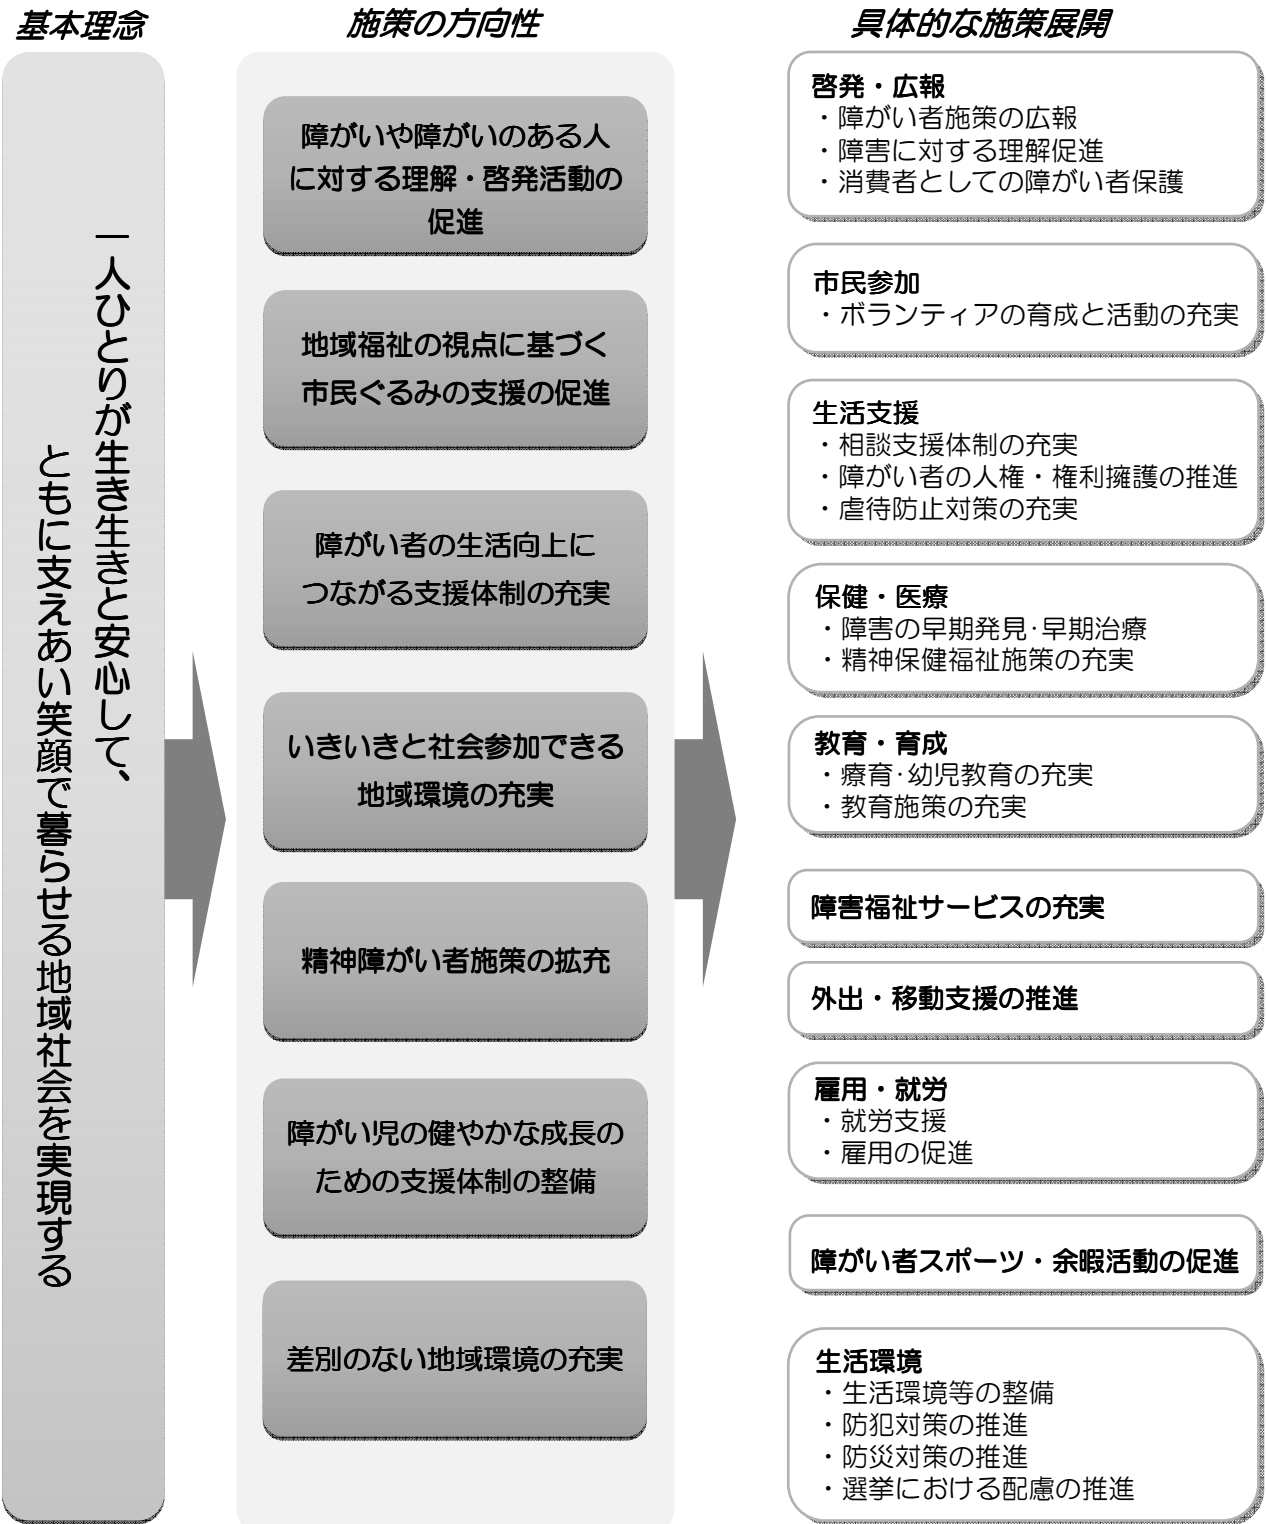 基本理念
施策の方向性
具体的な施策展開
一人ひとりが生き生きと安心して、
ともに支えあい笑顔で暮らせる地域社会を実現する
障がいや障がいのある人
に対する理解・啓発活動の
促進
地域福祉の視点に基づく
市民ぐるみの支援の促進
障がい者の生活向上に
つながる支援体制の充実
いきいきと社会参加できる
地域環境の充実
精神障がい者施策の拡充
障がい児の健やかな成長の
ための支援体制の整備
差別のない地域環境の充実
啓発・広報
・障がい者施策の広報
・障害に対する理解促進
・消費者としての障がい者保護
市民参加
・ボランティアの育成と活動の充実
生活支援
・相談支援体制の充実
・障がい者の人権・権利擁護の推進
・虐待防止対策の充実
保健・医療
・障害の早期発見・早期治療
・精神保健福祉施策の充実
教育・育成
・療育・幼児教育の充実
・教育施策の充実
障害福祉サービスの充実
外出・移動支援の推進
雇用・就労
・就労支援
・雇用の促進
障がい者スポーツ・余暇活動の促進
生活環境
・生活環境等の整備
・防犯対策の推進
・防災対策の推進
・選挙における配慮の推進